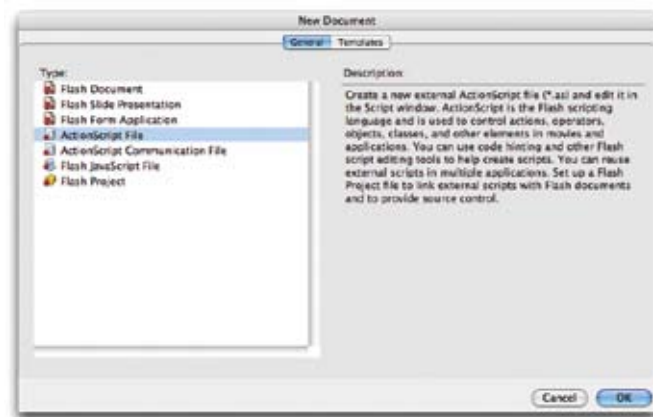 New Document
General Templates
Type:
Flash Document
Flash Slide Presentation
Flash Form Application
ActionScript File
ActionScript Communication File
Flash JavaScript File
Flash Project
Description:
Create a new external ActionScript file (*.as) and edit it in
the Script window. ActionScript is the Flash scripting
language and is used to control actions, operators,
objects, classes, and other elements in movies and
applications. You can use code hinting and other Flash
script editing tools to help create scripts. You can reuse
external scripts in multiple applications. Set up a Flash
Project file to link external scripts with Flash documents
and to provide source control.
Cancel OK